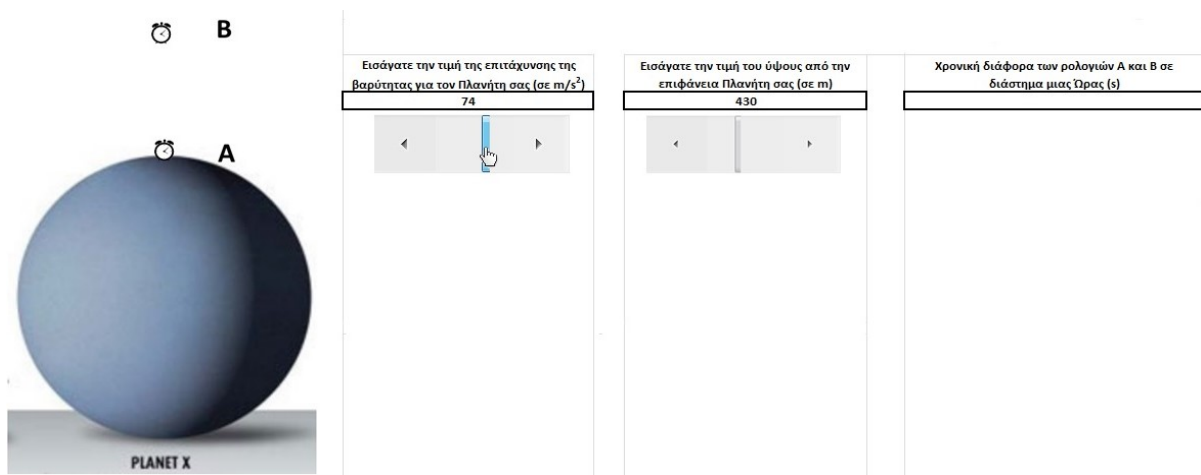 B
A
PLANET X
Εισάγατε την τιμή της επιτάχυνσης της
βαρύτητας για τον Πλανήτη σας (σε m/s²)
74
Εισάγατε την τιμή του ύψους από την
επιφάνεια Πλανήτη σας (σε m)
430
Χρονική διάφορα των ρολογιών Α και Β σε
διάστημα μιας Ώρας (s)